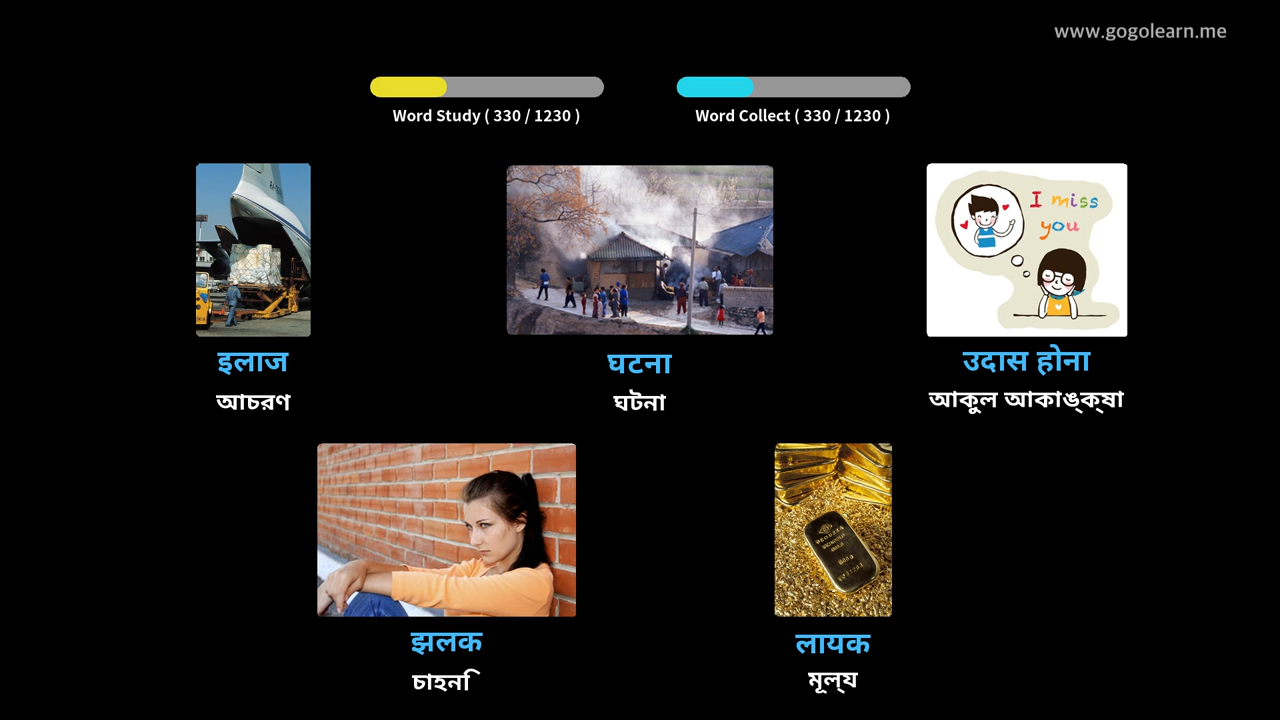 www.gogolearn.me
Word Study ( 330 / 1230 )
Word Collect ( 330 / 1230 )
I miss
you
इलाज
আচরণ
घटना
ঘটনা
उदास होना
আকুল আকাঙ্ক্ষা
झलक
চাহনি
लायक
মূল্য